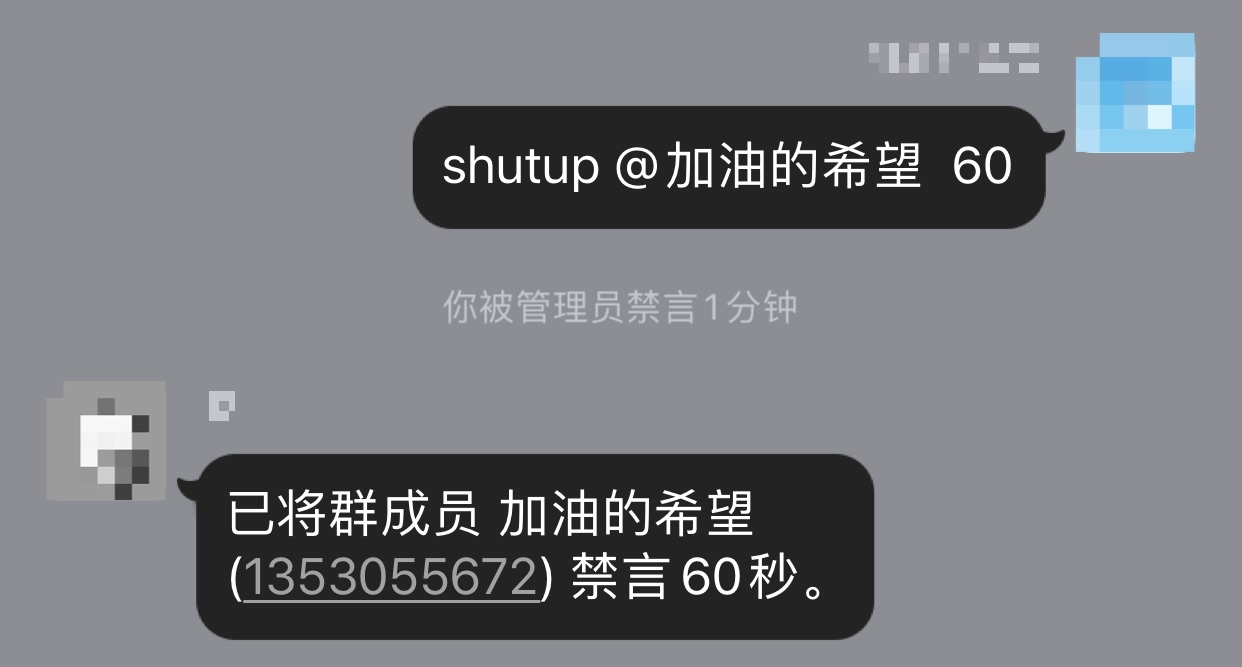 shutup @加油的希望 60
你被管理员禁言1分钟
已将群成员 加油的希望
(1353055672) 禁言60秒。